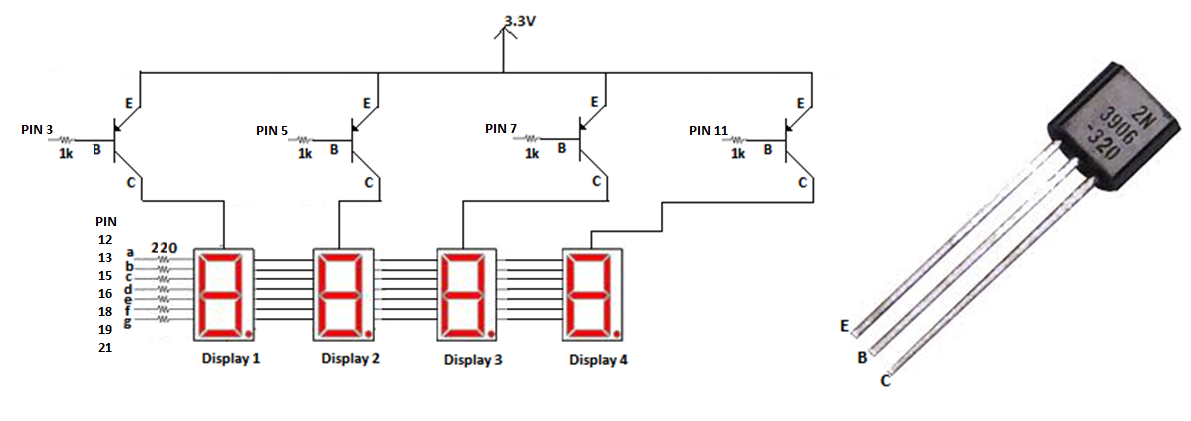 3.3V
E
E
E
E
PIN 3
PIN 5
PIN 7
PIN 11
1k
B
1k
B
1k
B
1k
B
C
C
C
C
PIN
12
13
15
16
18
19
21
a
b
c
d
e
f
g
220
Display 1
Display 2
Display 3
Display 4
2N
3906
-320
E
B
C